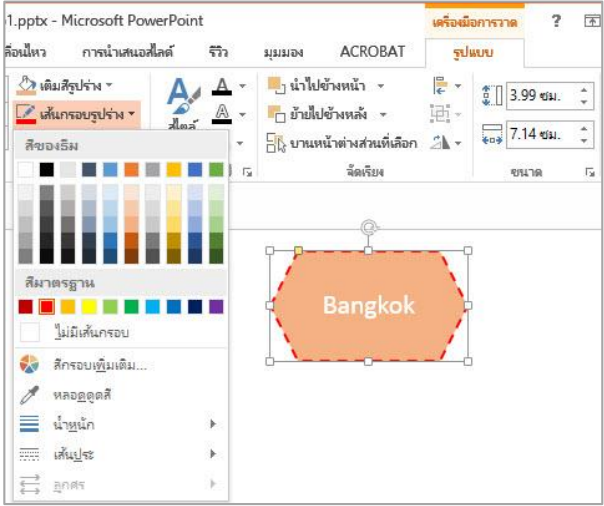 1.pptx - Microsoft PowerPoint
เครื่องมือการวาด
?
ลื่อนไหว การนำเสนอสไลด์ รีวิว มุมมอง ACROBAT รูปแบบ
เติมสีรูปร่าง
เส้นกรอบรูปร่าง
สไตล์
A
A
A
นำไปข้างหน้า
ย้ายไปข้างหลัง
บานหน้าต่างส่วนที่เลือก
จัดเรียง
3.99 ซม.
7.14 ซม.
ขนาด
สีของธีม
สีมาตรฐาน
ไม่มีเส้นกรอบ
สีกรอบเพิ่มเติม...
หลอดดูดสี
น้ำหนัก
เส้นประ
ลูกศร
Bangkok